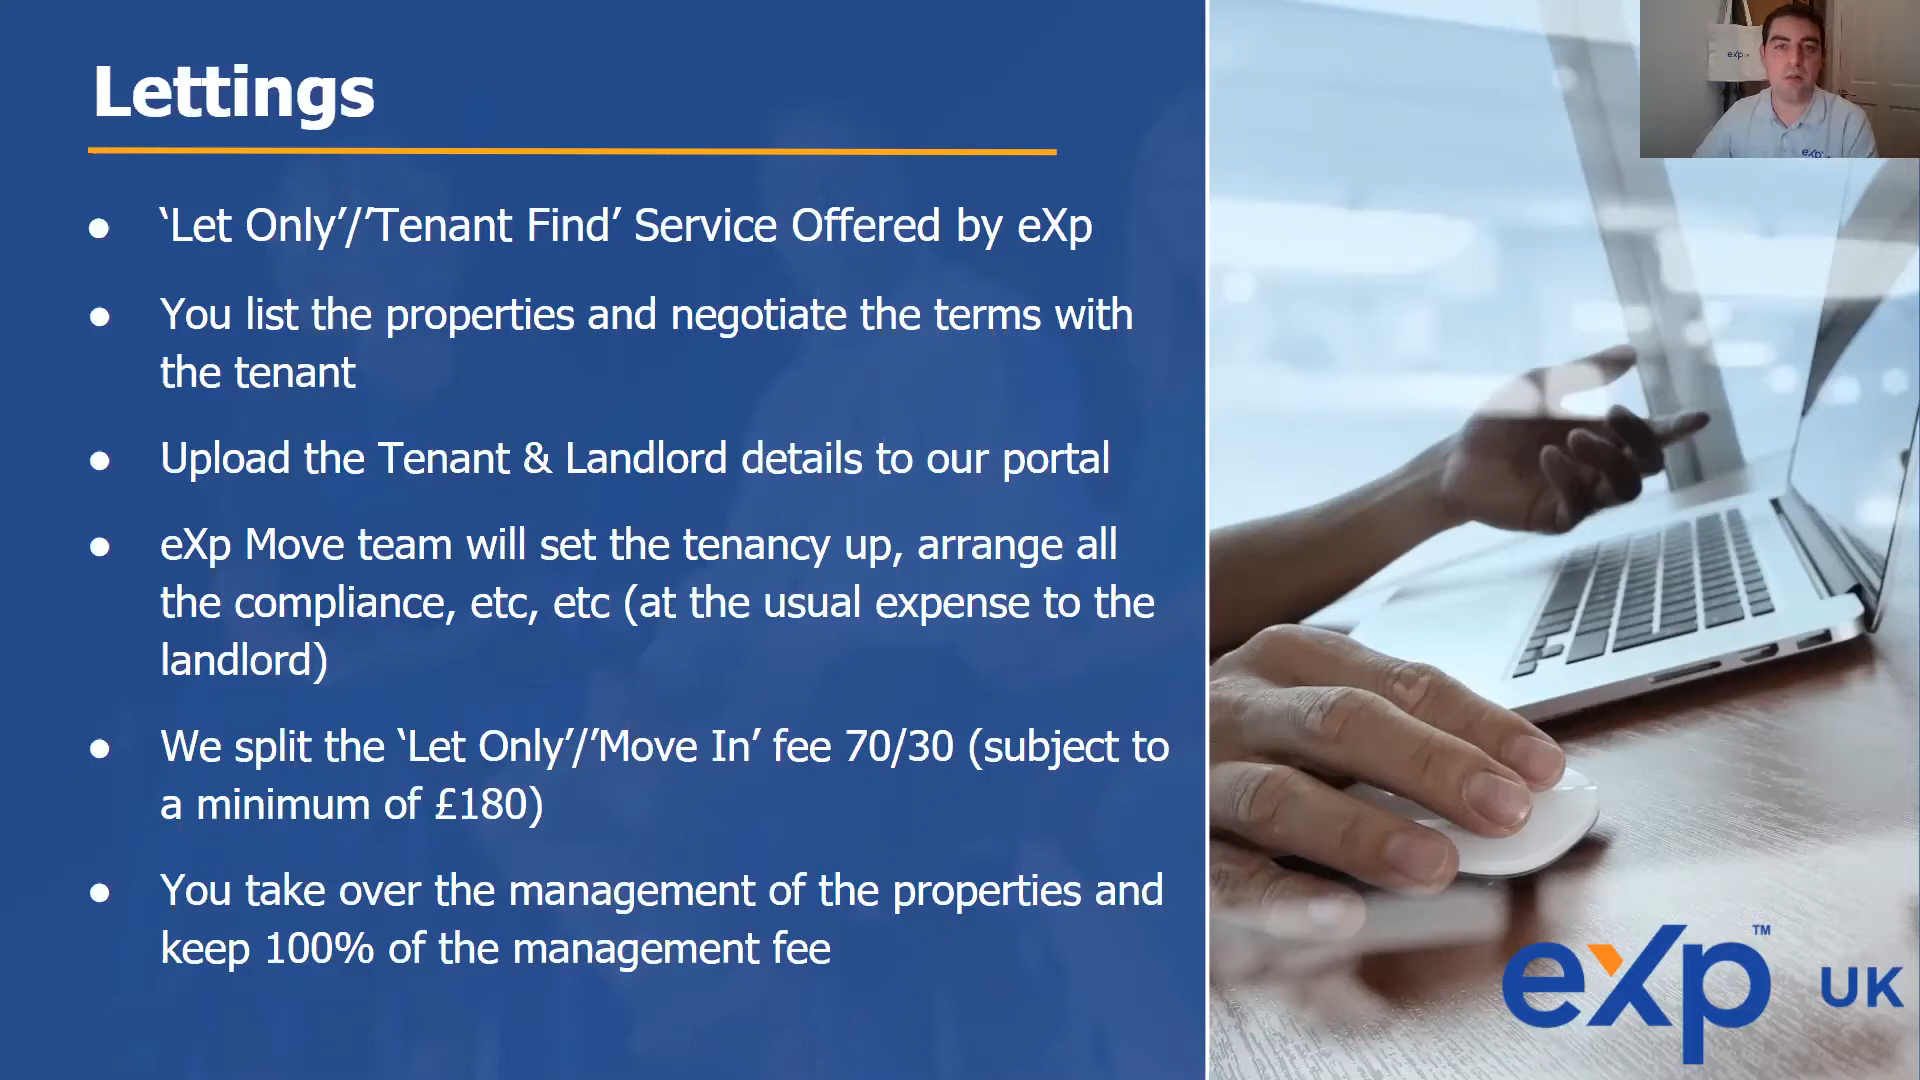 Lettings
● ‘Let Only’/’Tenant Find’ Service Offered by eXp
● You list the properties and negotiate the terms with
the tenant
● Upload the Tenant & Landlord details to our portal
● eXp Move team will set the tenancy up, arrange all
the compliance, etc, etc (at the usual expense to the
landlord)
● We split the ‘Let Only’/’Move In’ fee 70/30 (subject to
a minimum of £180)
● You take over the management of the properties and
keep 100% of the management fee
eXp
eXp
eXp™ UK